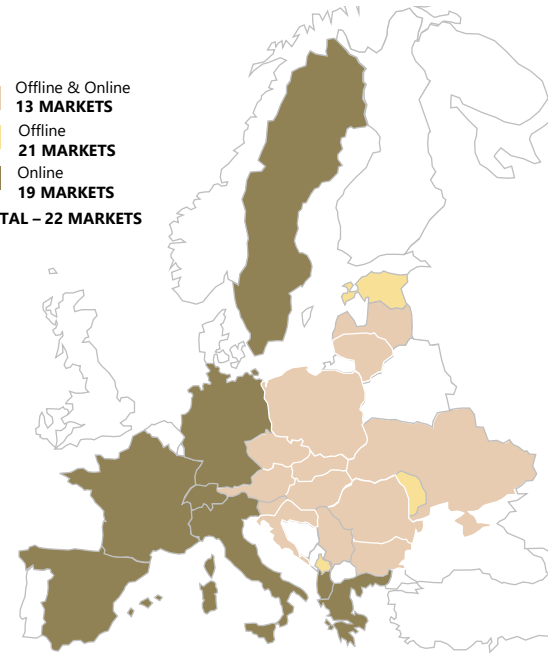 Offline & Online
13 MARKETS
Offline
21 MARKETS
Online
19 MARKETS
TAL – 22 MARKETS